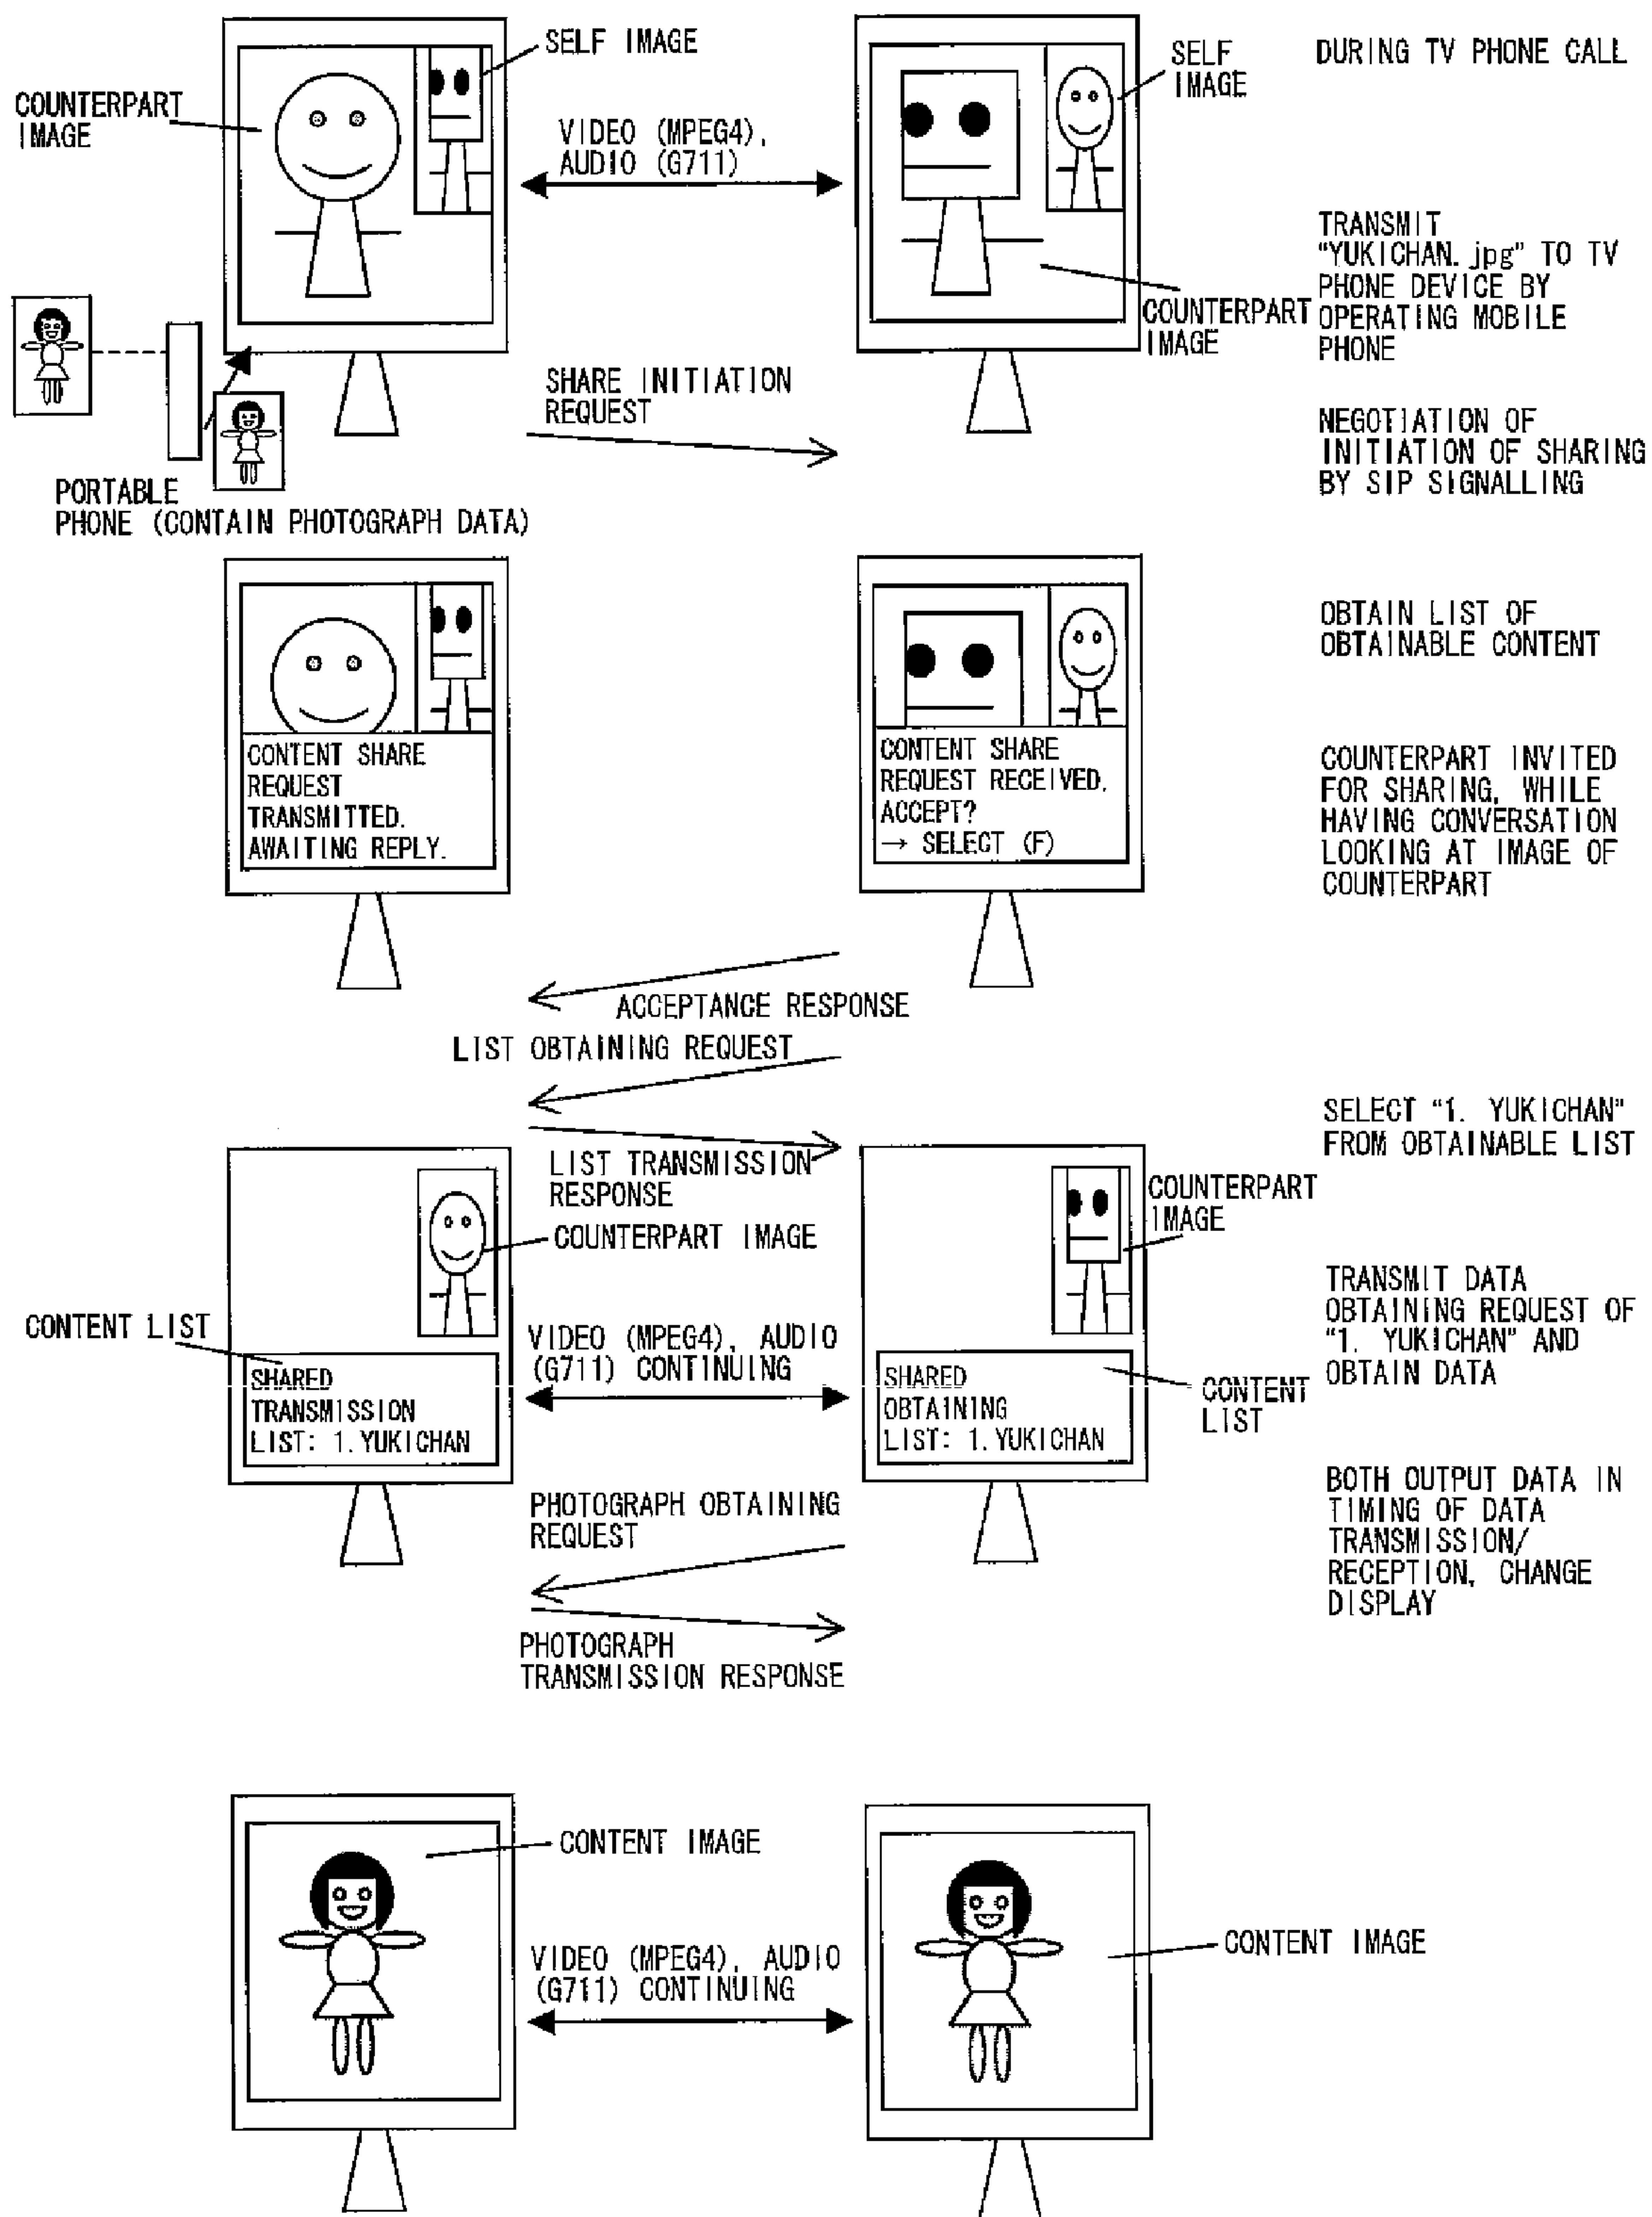 SELF IMAGE
COUNTERPART
IMAGE
VIDEO (MPEG4),
AUDIO (G711)
SELF
IMAGE
DURING TV PHONE CALL
COUNTERPART
IMAGE
TRANSMIT
“YUKICHAN.jpg” TO TV
PHONE DEVICE BY
OPERATING MOBILE
PHONE
SHARE INITIATION
REQUEST
NEGOTIATION OF
INITIATION OF SHARING
BY SIP SIGNALLING
PORTABLE
PHONE (CONTAIN PHOTOGRAPH DATA)
CONTENT SHARE
REQUEST
TRANSMITTED.
AWAITING REPLY.
CONTENT SHARE
REQUEST RECEIVED.
ACCEPT?
→ SELECT (F)
OBTAIN LIST OF
OBTAINABLE CONTENT
COUNTERPART INVITED
FOR SHARING, WHILE
HAVING CONVERSATION
LOOKING AT IMAGE OF
COUNTERPART
ACCEPTANCE RESPONSE
LIST OBTAINING REQUEST
LIST TRANSMISSION
RESPONSE
SELECT “1. YUKICHAN”
FROM OBTAINABLE LIST
COUNTERPART IMAGE
COUNTERPART
IMAGE
CONTENT LIST
SHARED
TRANSMISSION
LIST: 1.YUKICHAN
VIDEO (MPEG4), AUDIO
(G711) CONTINUING
SHARED
OBTAINING
LIST: 1.YUKICHAN
CONTENT
LIST
TRANSMIT DATA
OBTAINING REQUEST OF
“1. YUKICHAN” AND
OBTAIN DATA
PHOTOGRAPH OBTAINING
REQUEST
PHOTOGRAPH
TRANSMISSION RESPONSE
BOTH OUTPUT DATA IN
TIMING OF DATA
TRANSMISSION/
RECEPTION, CHANGE
DISPLAY
CONTENT IMAGE
VIDEO (MPEG4), AUDIO
(G711) CONTINUING
CONTENT IMAGE